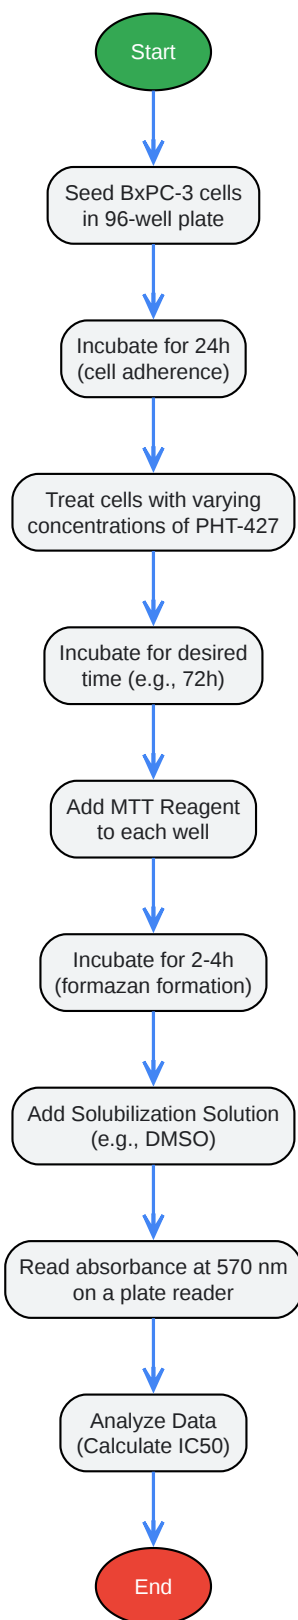 Start
Seed BxPC-3 cells
in 96-well plate
Incubate for 24h
(cell adherence)
Treat cells with varying
concentrations of PHT-427
Incubate for desired
time (e.g., 72h)
Add MTT Reagent
to each well
Incubate for 2-4h
(formazan formation)
Add Solubilization Solution
(e.g., DMSO)
Read absorbance at 570 nm
on a plate reader
Analyze Data
(Calculate IC50)
End